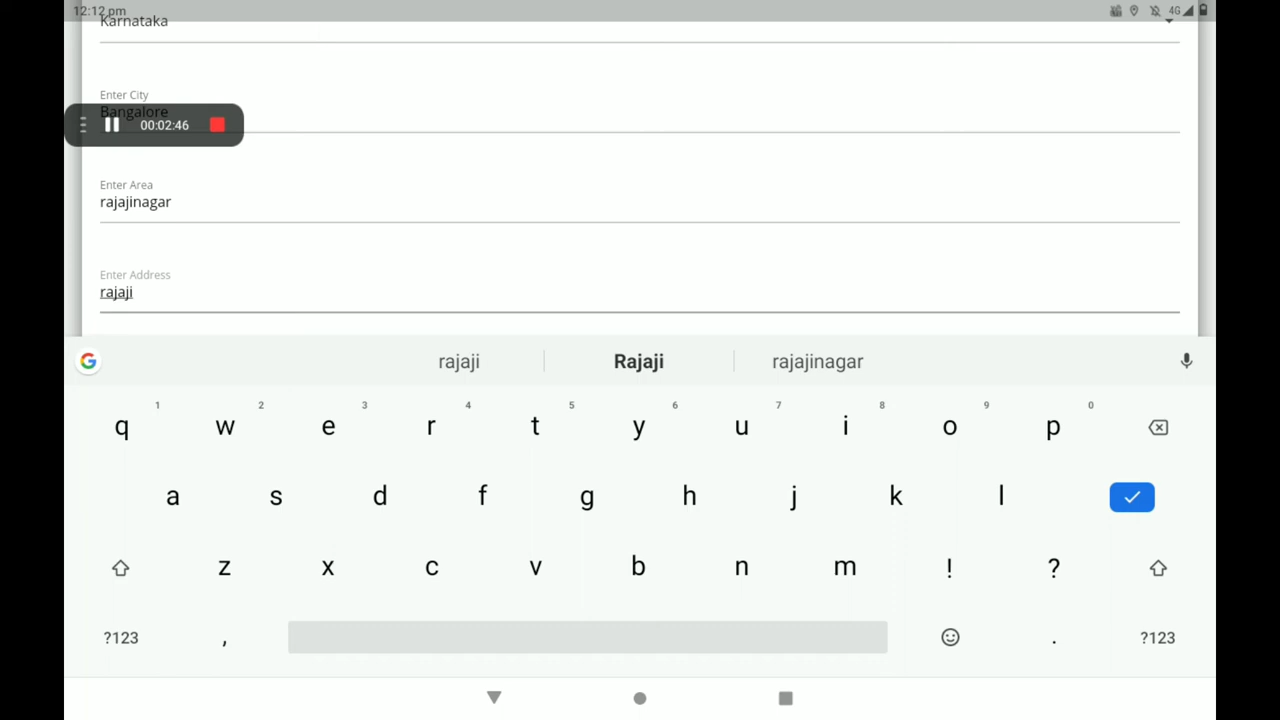 12:12 pm
4G
Karnataka
Enter City
Bangalore
00:02:46
Enter Area
rajajinagar
Enter Address
rajaji
rajaji Rajaji rajajinagar
1 2 3 4 5 6 7 8 9 0
q w e r t y u i o p
a s d f g h j k l
z x c v b n m ! ?
?123 , . ?123